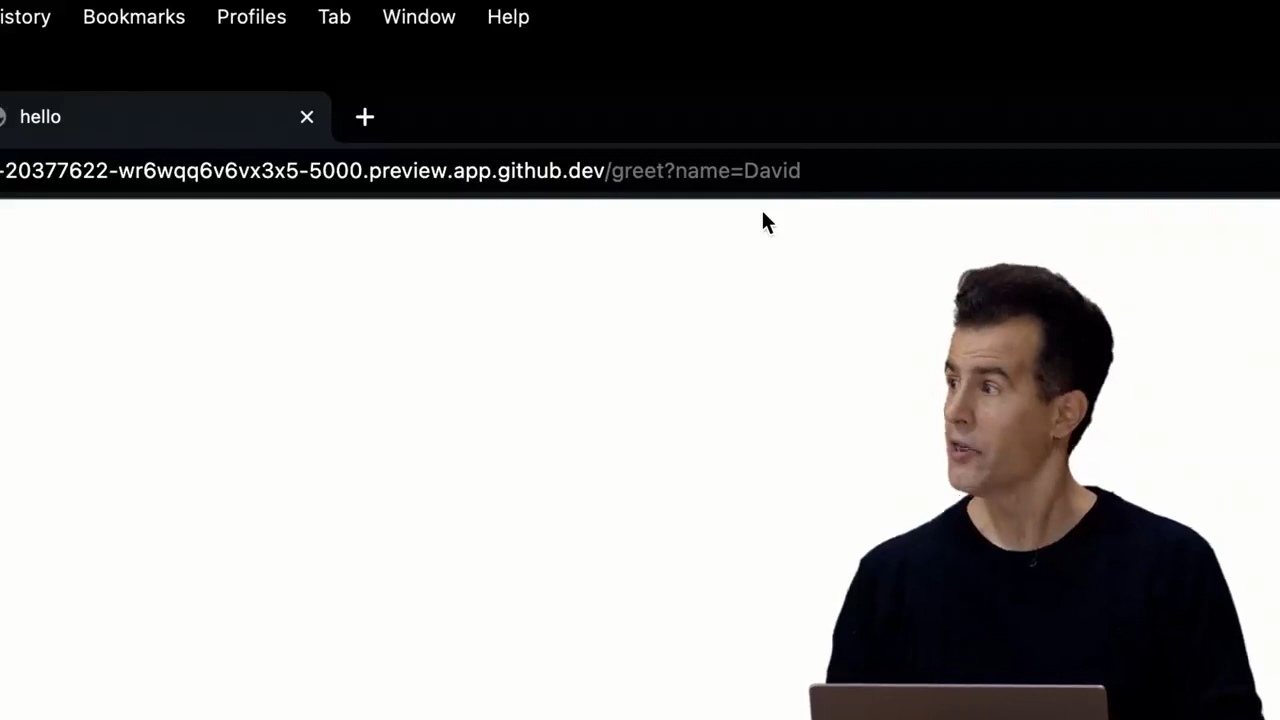 istory Bookmarks Profiles Tab Window Help
hello
-20377622-wr6wqq6v6vx3x5-5000.preview.app.github.dev/greet?name=David